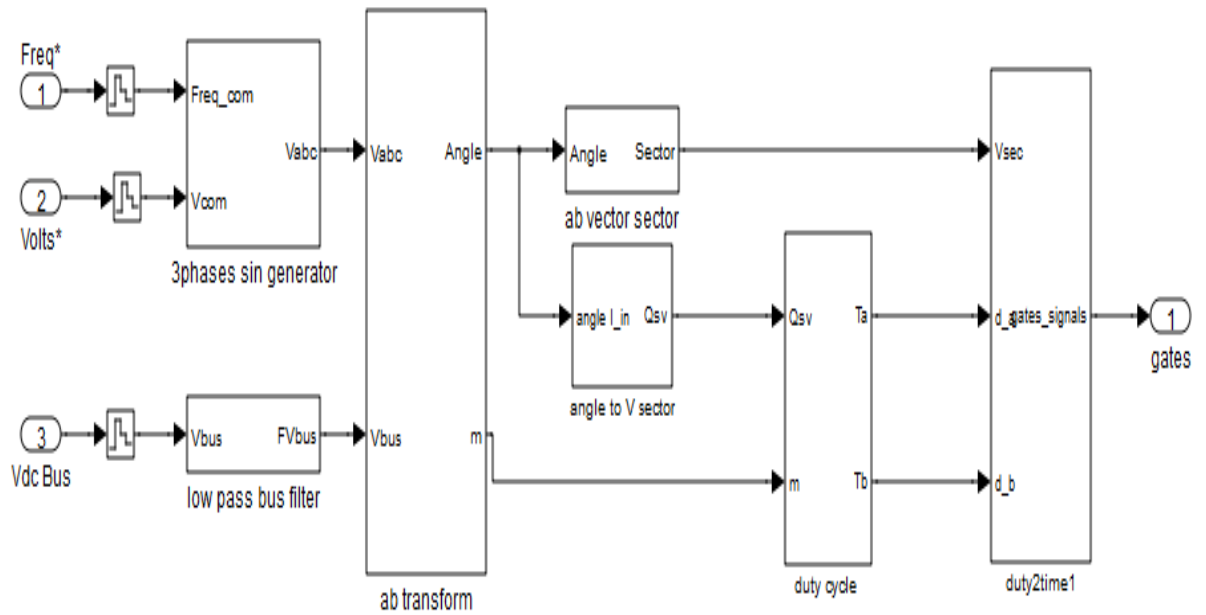 Freq*
1
Freq_com
Vabc
Vcom
2
Volts*
3phases sin generator
Vabc
Angle
Vbus
m
ab transform
3
Vdc Bus
Vbus
FVbus
low pass bus filter
Angle
Sector
ab vector sector
angle I_in
Qsv
angle to V sector
Qsv
Ta
m
Tb
duty cycle
Vsec
d_a
gates_signals
d_b
duty2time1
1
gates